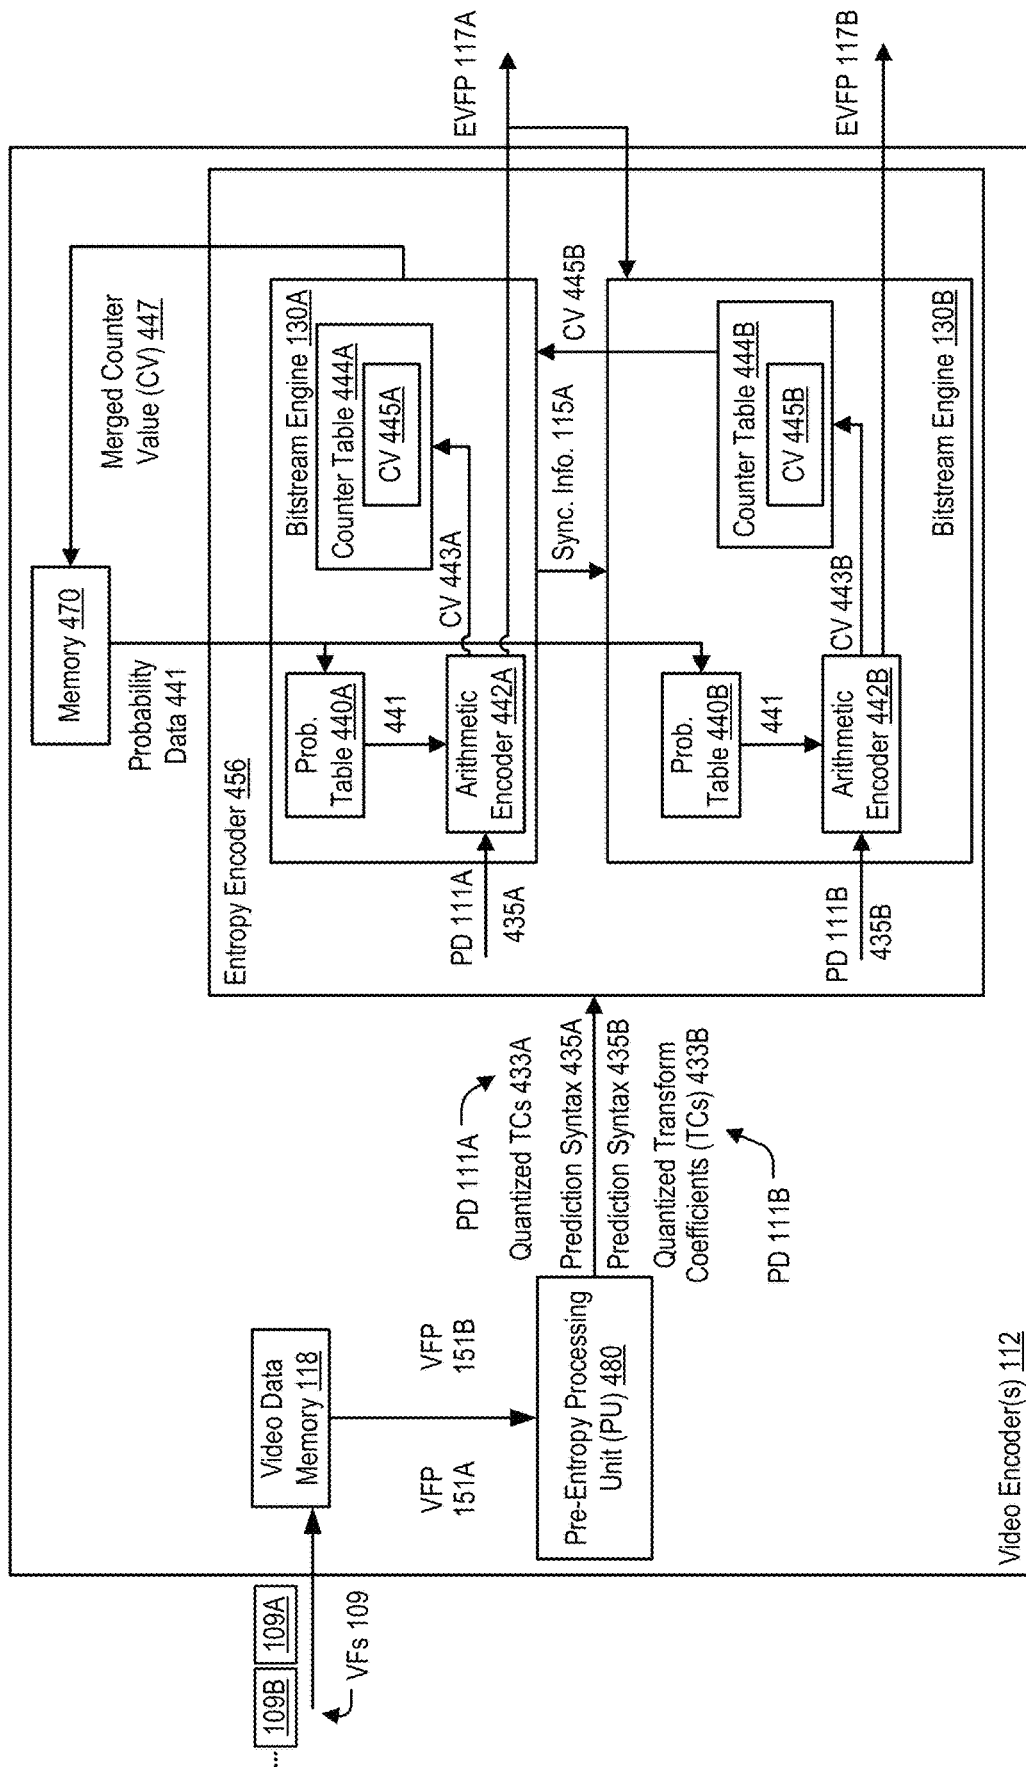 ...
109B
109A
VFs 109
Video Data
Memory 118
VFP
151A
VFP
151B
Pre-Entropy Processing
Unit (PU) 480
Video Encoder(s) 112
PD 111A
Quantized TCs 433A
Prediction Syntax 435A
Prediction Syntax 435B
Quantized Transform
Coefficients (TCs) 433B
PD 111B
Memory 470
Probability
Data 441
Merged Counter
Value (CV) 447
Entropy Encoder 456
Bitstream Engine 130A
Prob.
Table 440A
441
Arithmetic
Encoder 442A
PD 111A
435A
Counter Table 444A
CV 445A
CV 443A
EVFP 117A
Sync. Info. 115A
CV 445B
Prob.
Table 440B
441
Arithmetic
Encoder 442B
PD 111B
435B
Counter Table 444B
CV 445B
CV 443B
Bitstream Engine 130B
EVFP 117B